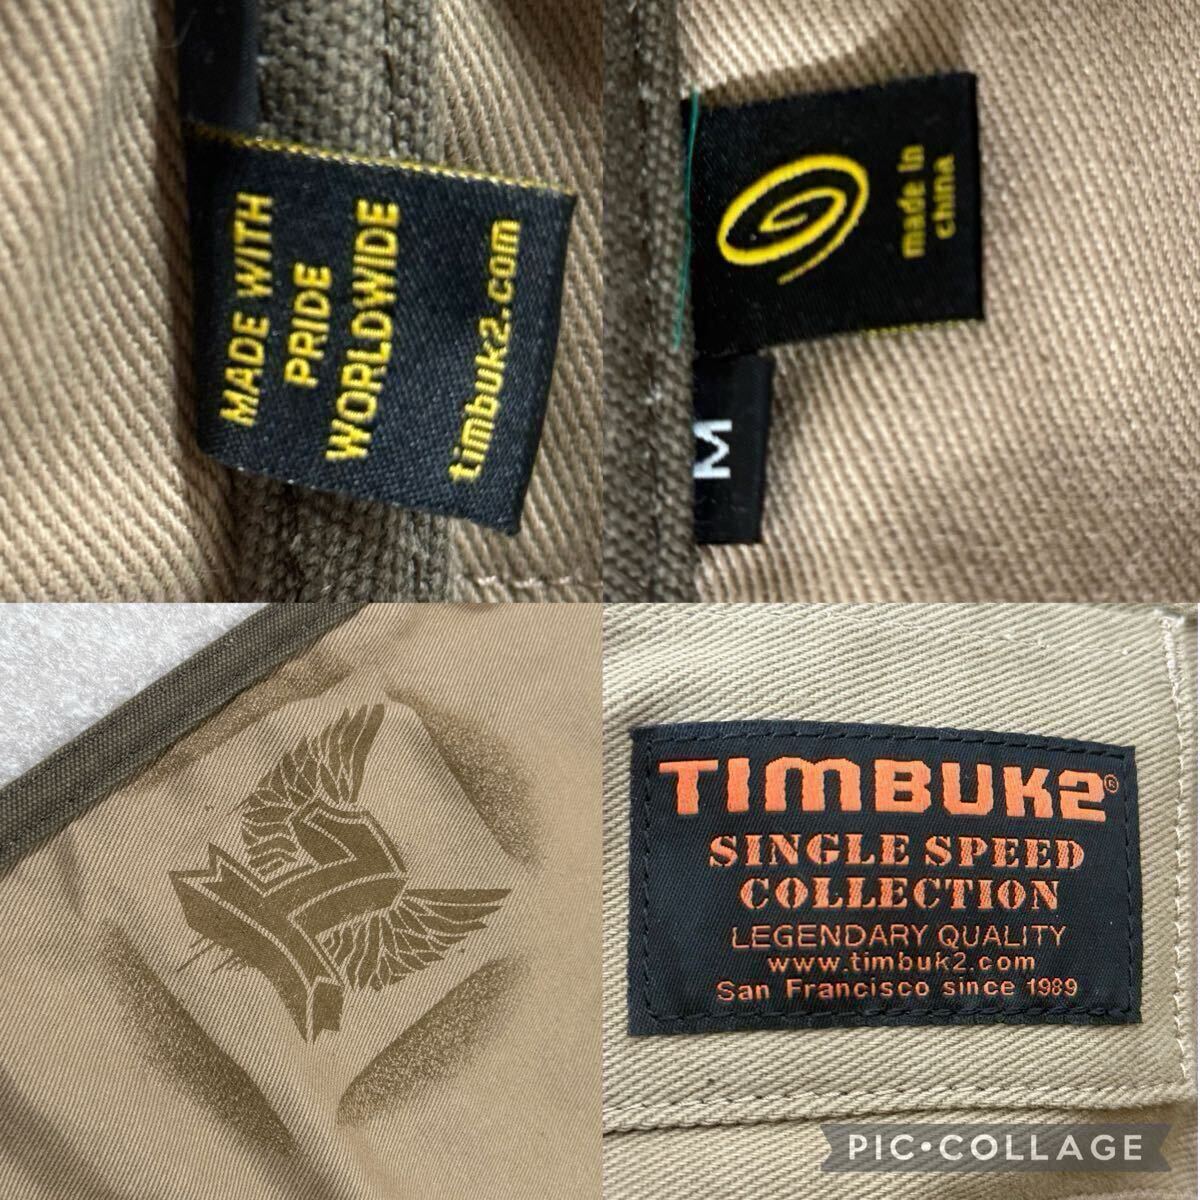 MADE WITH
PRIDE
WORLDWIDE
timbuk2.com
made in
china
M
TIMBUK2®
SINGLE SPEED
COLLECTION
LEGENDARY QUALITY
www.timbuk2.com
San Francisco since 1989
PIC•COLLAGE